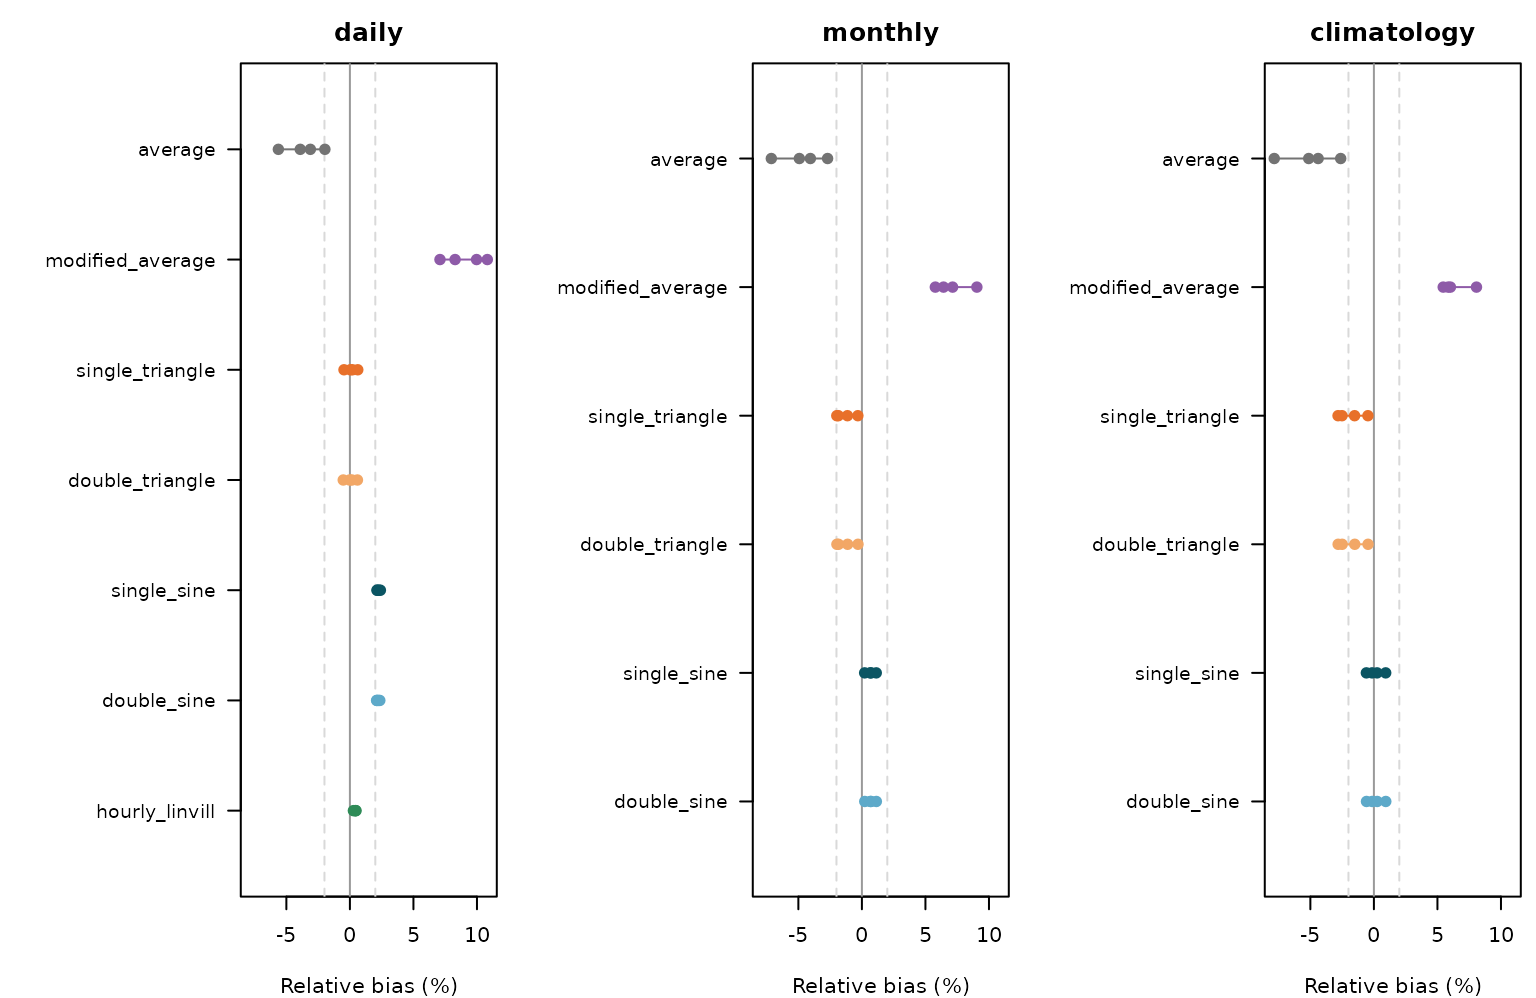 daily
average
modified_average
single_triangle
double_triangle
single_sine
double_sine
hourly_linvill
-5 0 5 10
Relative bias (%)
monthly
average
modified_average
single_triangle
double_triangle
single_sine
double_sine
-5 0 5 10
Relative bias (%)
climatology
average
modified_average
single_triangle
double_triangle
single_sine
double_sine
-5 0 5 10
Relative bias (%)